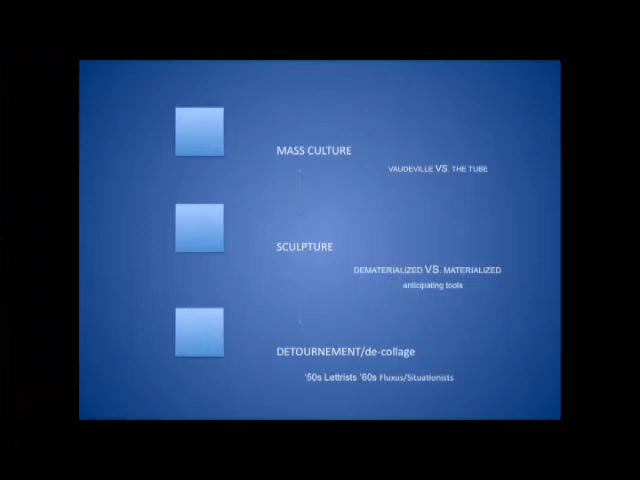 MASS CULTURE
VAUDEVILLE VS. THE TUBE
SCULPTURE
DEMATERIALIZED VS. MATERIALIZED
anticipating tools
DETOURNEMENT/de-collage
'50s Lettrists '60s Fluxus/Situationists